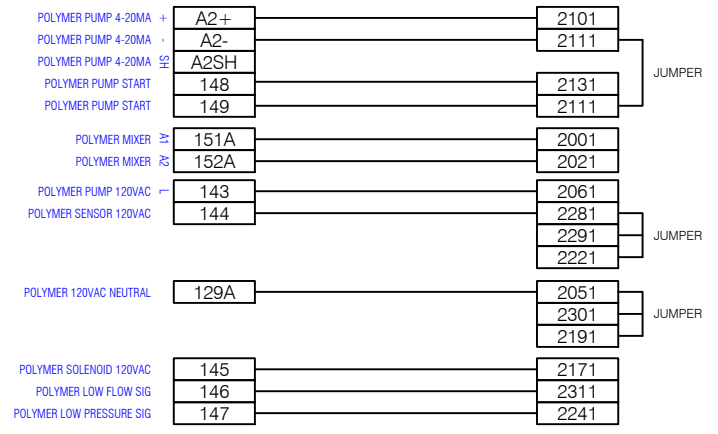 POLYMER PUMP 4-20MA + A2+ 2101
POLYMER PUMP 4-20MA - A2- 2111
POLYMER PUMP 4-20MA SH A2SH
JUMPER
POLYMER PUMP START 148 2131
POLYMER PUMP START 149 2111
POLYMER MIXER A1 151A 2001
POLYMER MIXER A2 152A 2021
POLYMER PUMP 120VAC L 143 2061
POLYMER SENSOR 120VAC 144 2281
2291 JUMPER
2221
POLYMER 120VAC NEUTRAL 129A 2051
2301 JUMPER
2191
POLYMER SOLENOID 120VAC 145 2171
POLYMER LOW FLOW SIG 146 2311
POLYMER LOW PRESSURE SIG 147 2241